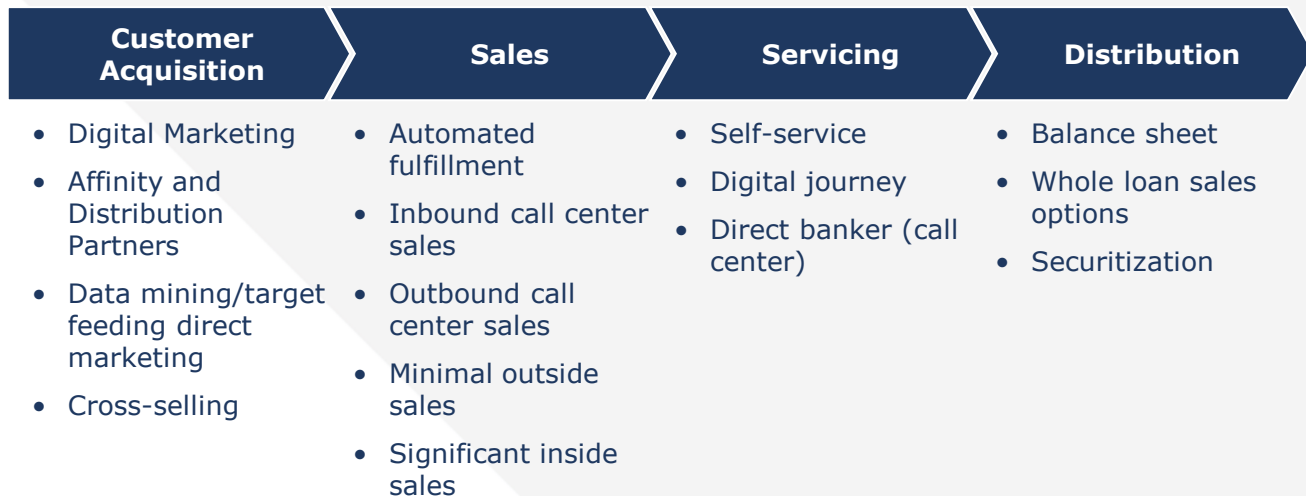 Customer
Acquisition
Sales
Servicing
Distribution
• Digital Marketing
• Affinity and
Distribution
Partners
• Data mining/target
feeding direct
marketing
• Cross-selling
• Automated
fulfillment
• Inbound call center
sales
• Outbound call
center sales
• Minimal outside
sales
• Significant inside
sales
• Self-service
• Digital journey
• Direct banker (call
center)
• Balance sheet
• Whole loan sales
options
• Securitization